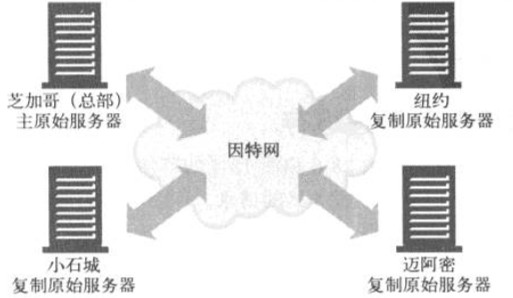 芝加哥（总部）
主原始服务器
纽约
复制原始服务器
因特网
小石城
复制原始服务器
迈阿密
复制原始服务器